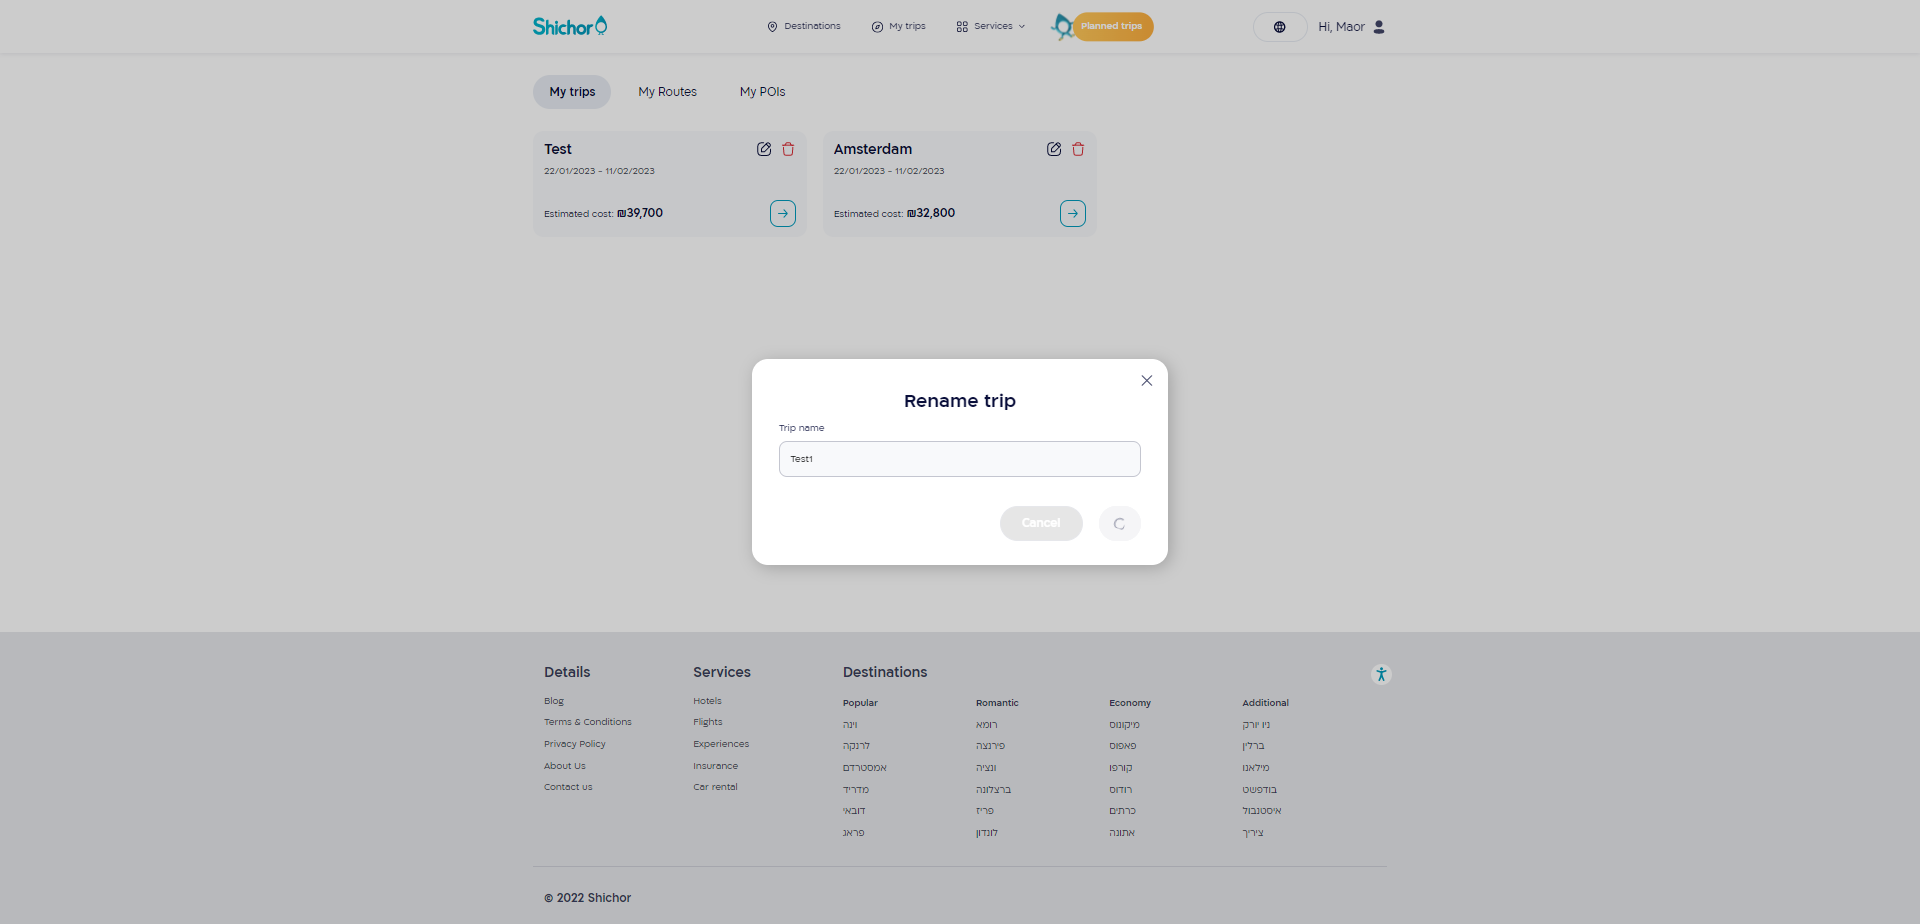 Shichor
Destinations
My trips
Services
Planned trips
Hi, Maor
My trips
My Routes
My POIs
Test
22/01/2023 - 11/02/2023
Estimated cost: ₪39,700
Amsterdam
22/01/2023 - 11/02/2023
Estimated cost: ₪32,800
Rename trip
Trip name
Test1
Cancel
Details
Blog
Terms & Conditions
Privacy Policy
About Us
Contact us
Services
Hotels
Flights
Experiences
Insurance
Car rental
Destinations
Popular
וינה
לרנקה
אמסטרדם
מדריד
דובאי
פראג
Romantic
רומא
פירנצה
ונציה
ברצלונה
פריז
לונדון
Economy
מיקונוס
פאפוס
קורפו
רודוס
כרתים
אתונה
Additional
ניו יורק
ברלין
מילאנו
בודפשט
איסטנבול
ציריך
© 2022 Shichor